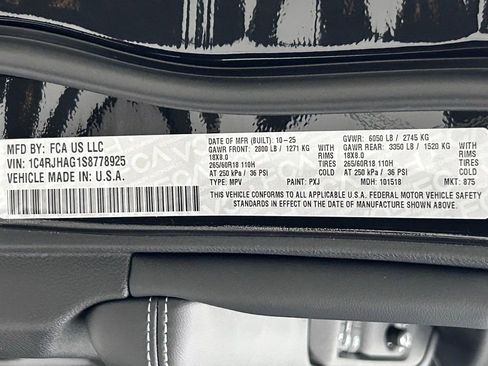 MFD BY: FCA US LLC
VIN: 1C4RJHAG1S8778925
VEHICLE MADE IN: U.S.A.
DATE OF MFR (BUILT): 10-25 GVWR: 6050 LB / 2745 KG
GAWR FRONT: 2800 LB / 1271 KG WITH GAWR REAR: 3350 LB / 1520 KG WITH
18X8.0 RIMS 18X8.0 RIMS
265/60R18 110H TIRES 265/60R18 110H TIRES
AT 250 kPa / 36 PSI COLD AT 250 kPa / 36 PSI COLD
TYPE: MPV PAINT: PXJ MDH: 101518 MKT: 875
THIS VEHICLE CONFORMS TO ALL APPLICABLE U.S.A. FEDERAL MOTOR VEHICLE SAFETY
STANDARDS IN EFFECT ON THE DATE OF MANUFACTURE SHOWN ABOVE